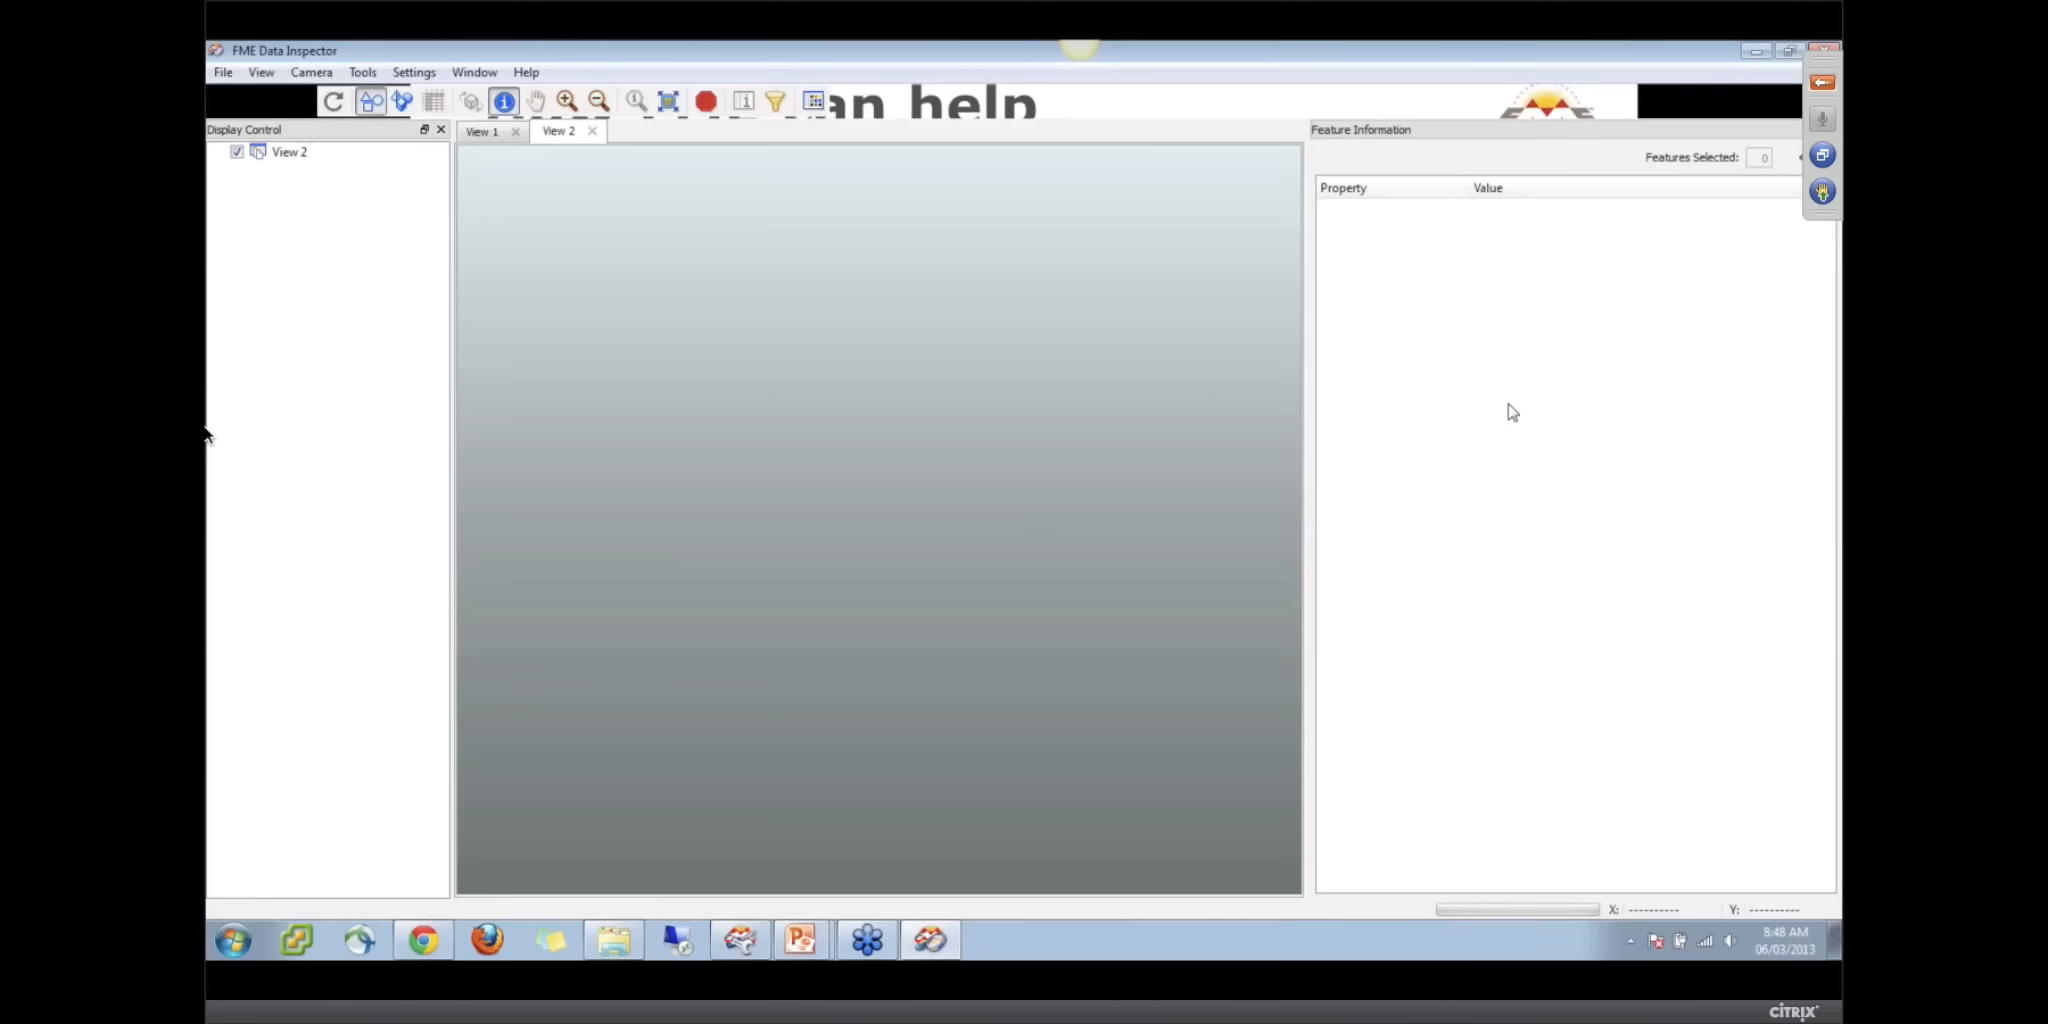 FME Data Inspector
File View Camera Tools Settings Window Help
an help
Display Control
View 1 View 2
Feature Information
View 2
Features Selected: 0
Property Value
X: ---------- Y: ----------
8:48 AM
06/03/2013
CITRIX